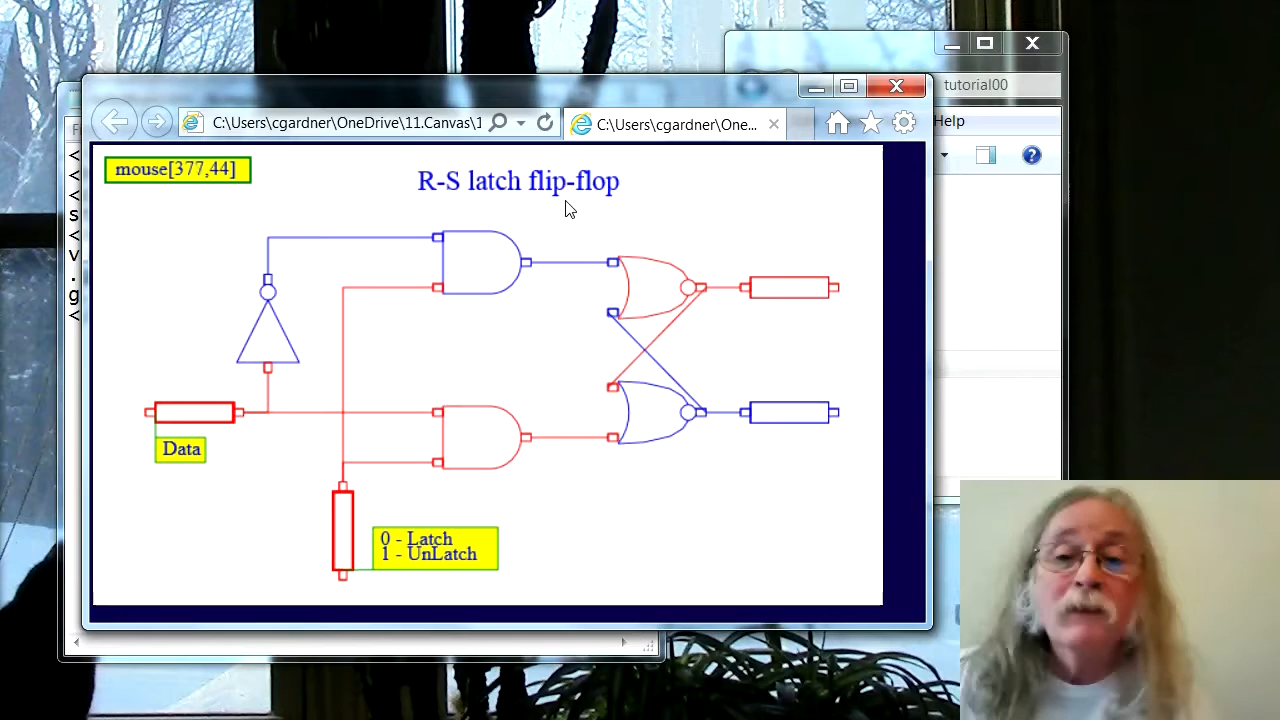 tutorial00
C:\Users\cgardner\OneDrive\11.Canvas\1
C:\Users\cgardner\One...
Help
mouse[377,44]
R-S latch flip-flop
Data
0 - Latch
1 - UnLatch